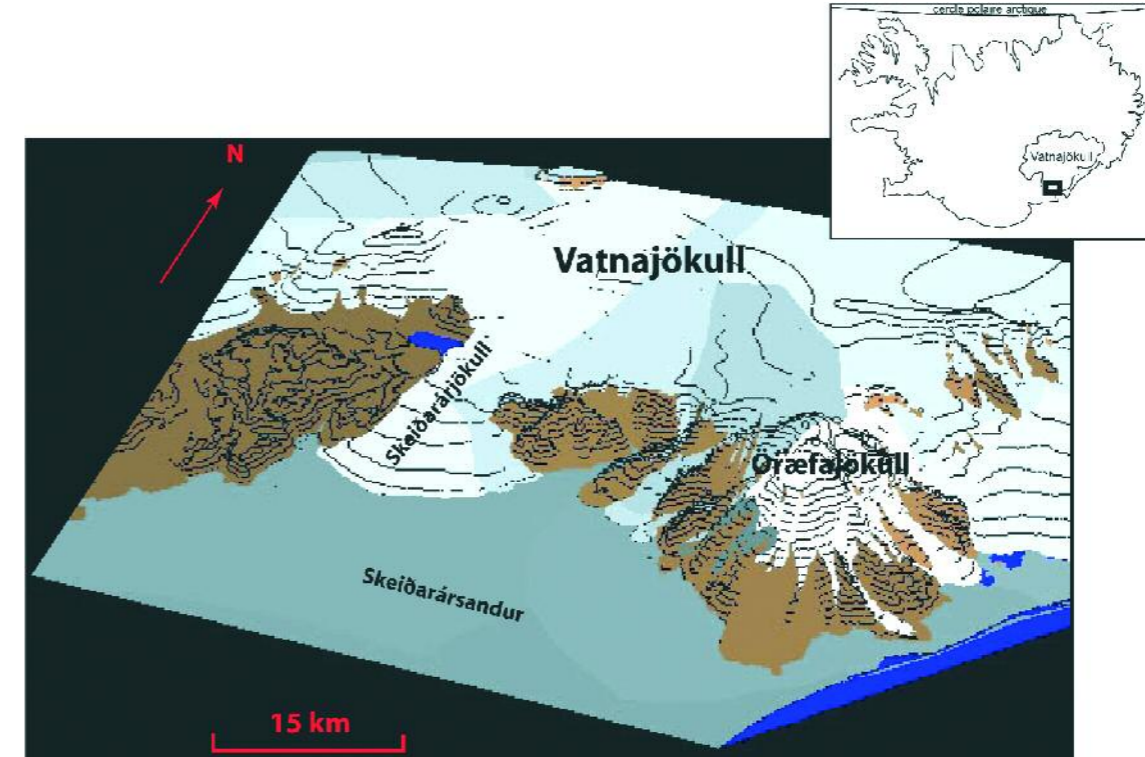 cercle polaire arctique
Vatnajökull
N
Vatnajökull
Skeiðarárjökull
Öræfajökull
Skeiðarársandur
15 km